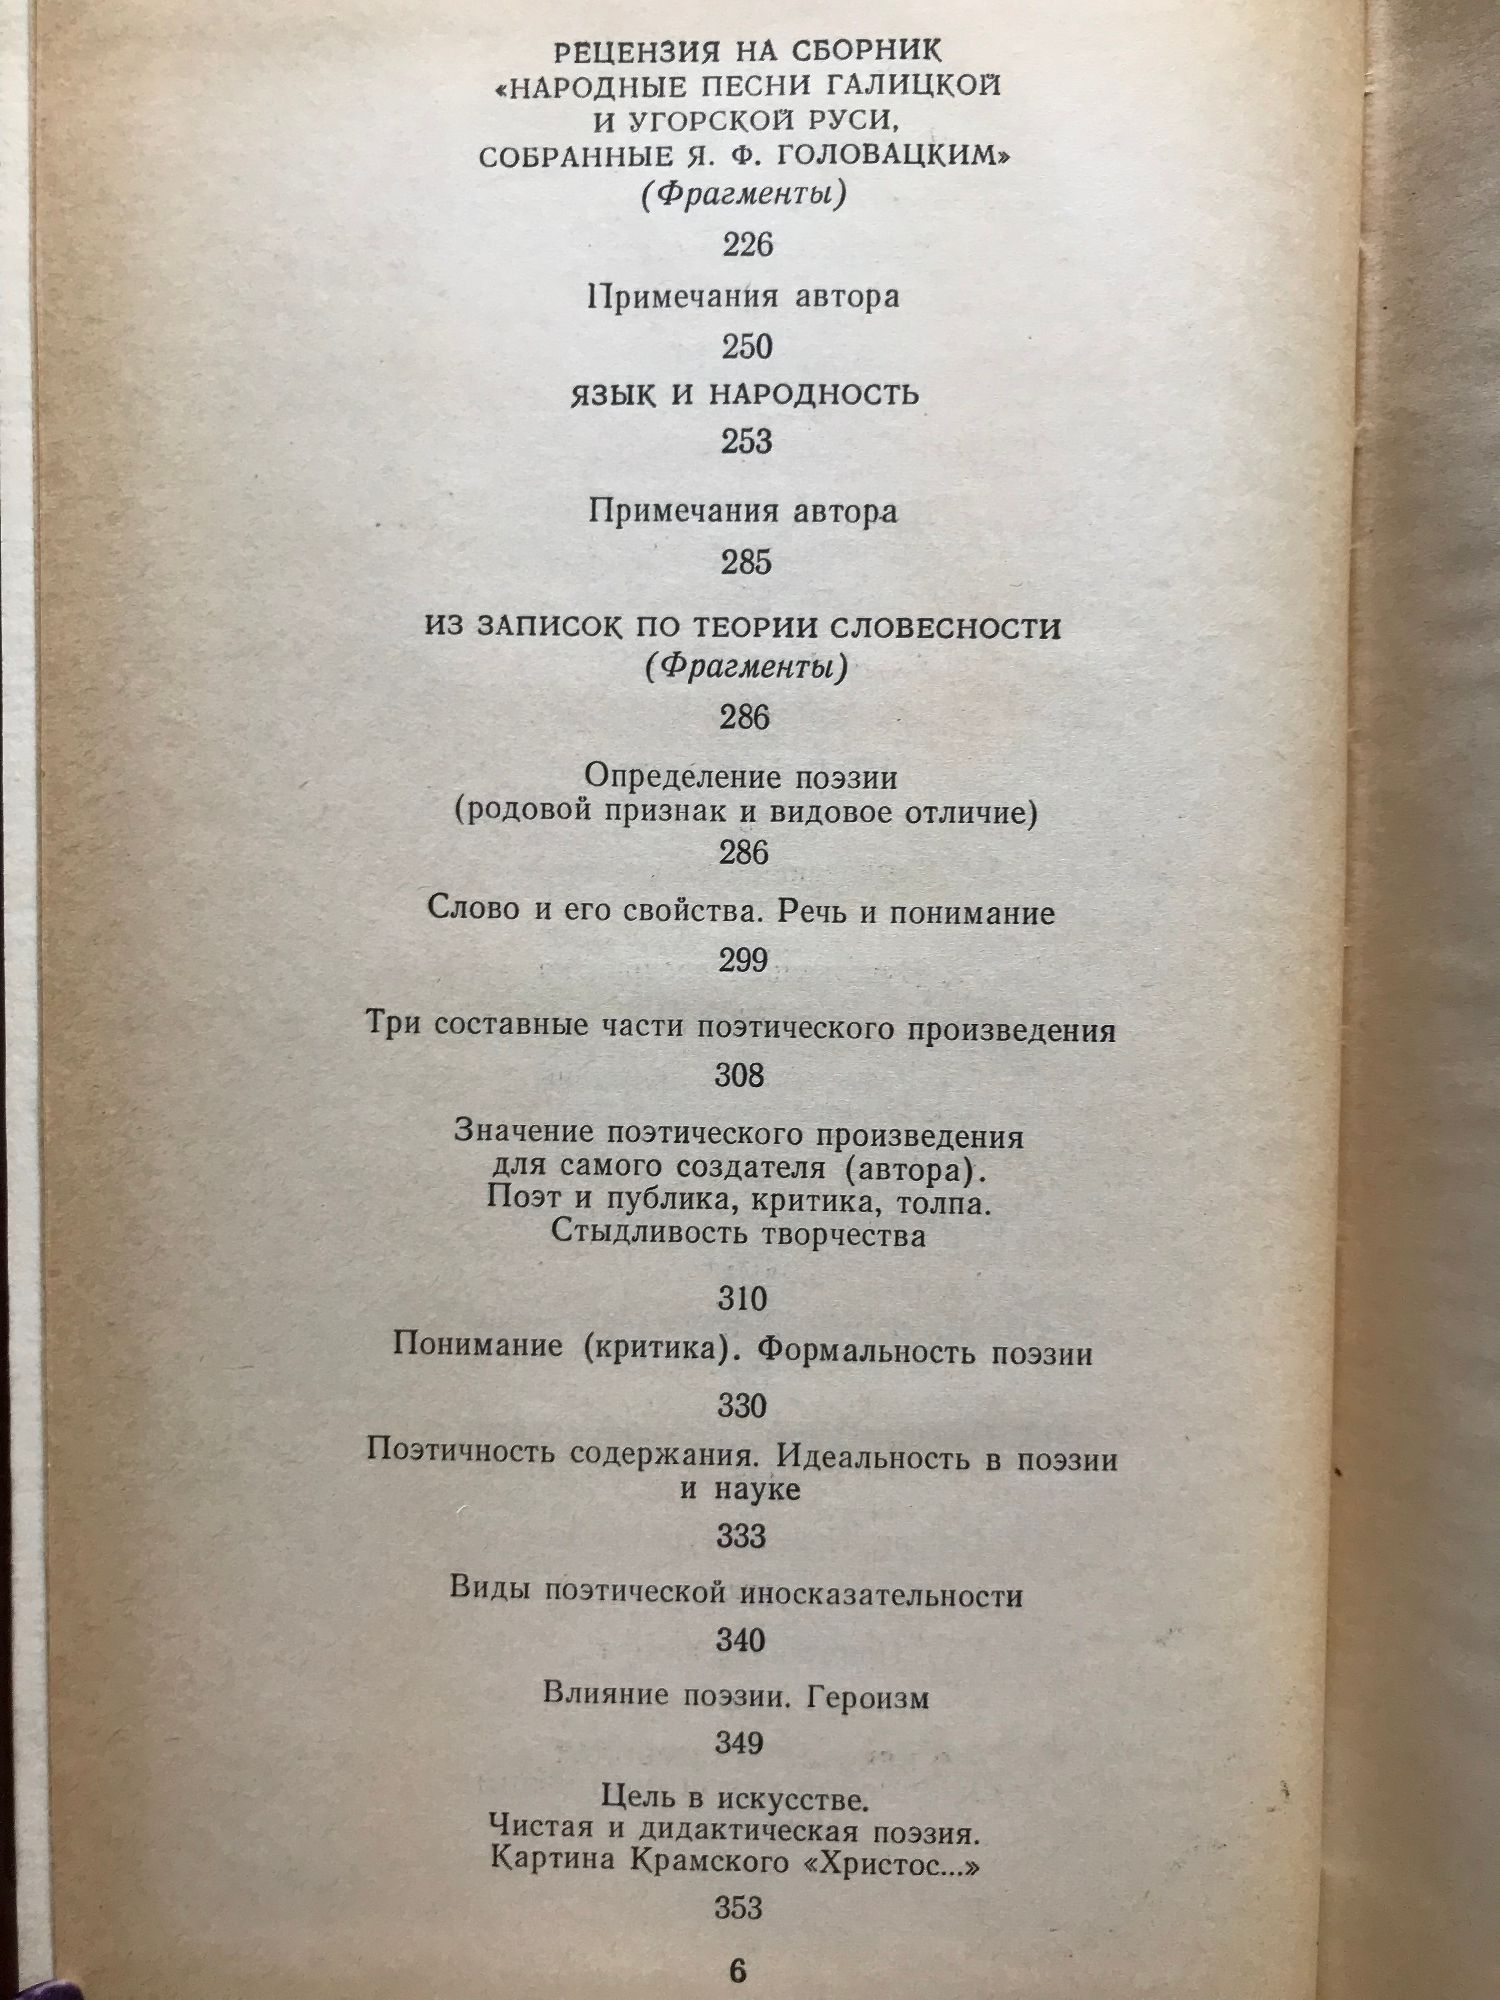 РЕЦЕНЗИЯ НА СБОРНИК
«НАРОДНЫЕ ПЕСНИ ГАЛИЦКОЙ
И УГОРСКОЙ РУСИ,
СОБРАННЫЕ Я. Ф. ГОЛОВАЦКИМ»
(Фрагменты)
226
Примечания автора
250
ЯЗЫК И НАРОДНОСТЬ
253
Примечания автора
285
ИЗ ЗАПИСОК ПО ТЕОРИИ СЛОВЕСНОСТИ
(Фрагменты)
286
Определение поэзии
(родовой признак и видовое отличие)
286
Слово и его свойства. Речь и понимание
299
Три составные части поэтического произведения
308
Значение поэтического произведения
для самого создателя (автора).
Поэт и публика, критика, толпа.
Стыдливость творчества
310
Понимание (критика). Формальность поэзии
330
Поэтичность содержания. Идеальность в поэзии
и науке
333
Виды поэтической иносказательности
340
Влияние поэзии. Героизм
349
Цель в искусстве.
Чистая и дидактическая поэзия.
Картина Крамского «Христос...»
353
6